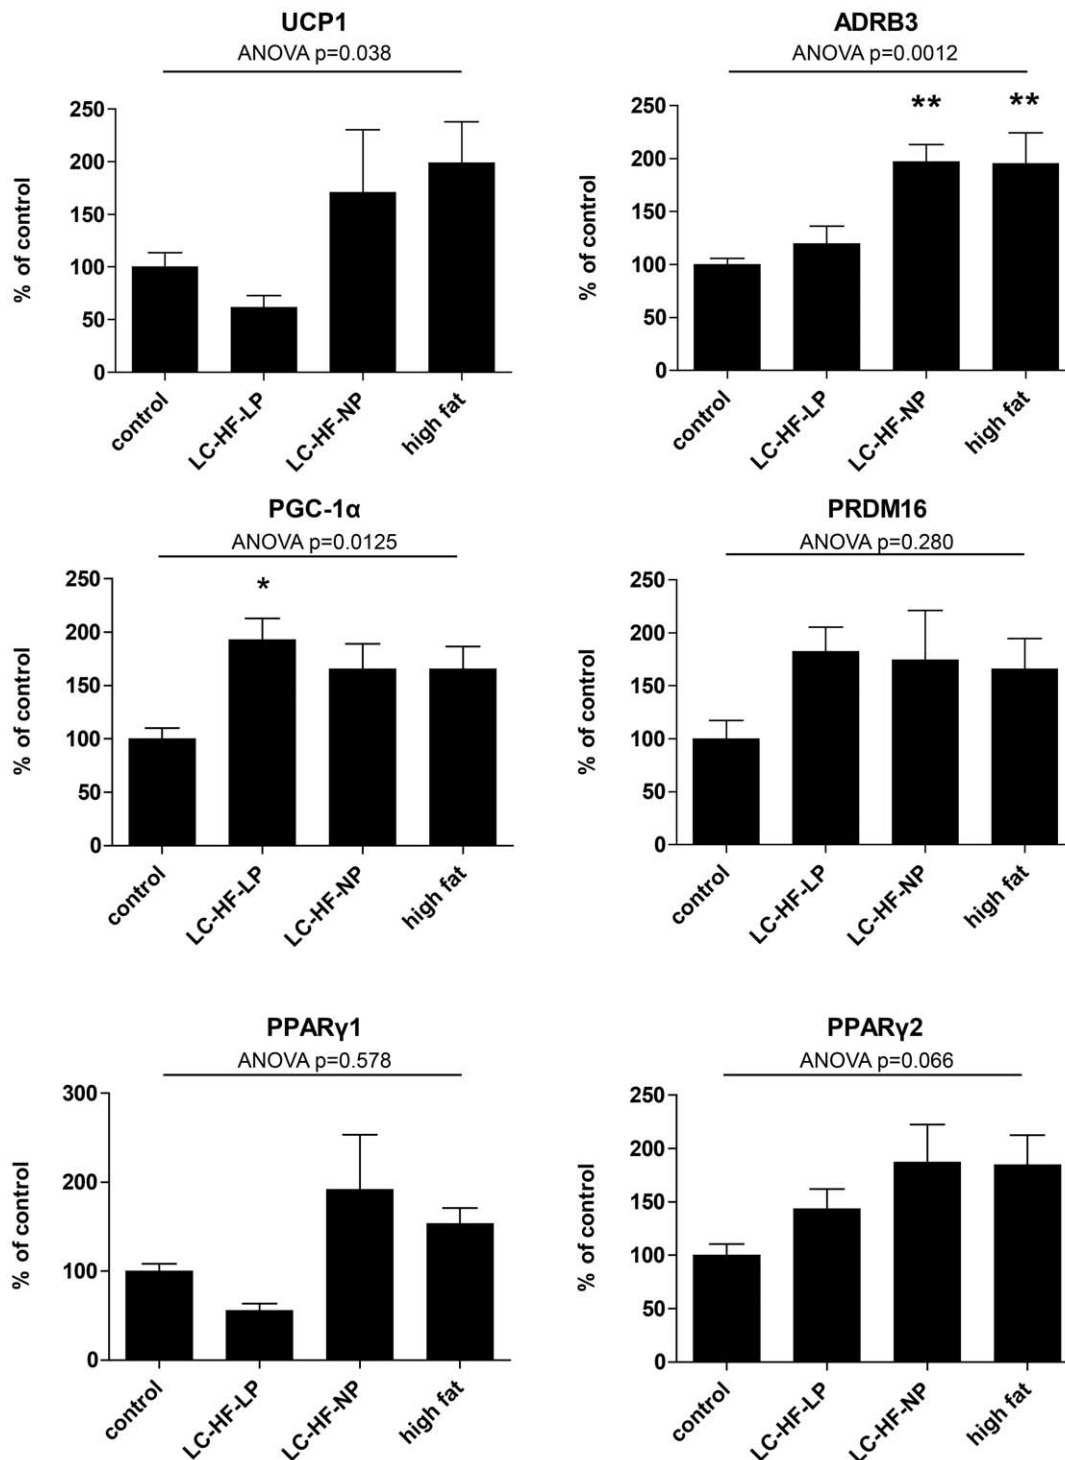 UCP1
ANOVA p=0.038
250
200
150
100
50
0
% of control
control
LC-HF-LP
LC-HF-NP
high fat
ADRB3
ANOVA p=0.0012
** **
250
200
150
100
50
0
% of control
control
LC-HF-LP
LC-HF-NP
high fat
PGC-1α
ANOVA p=0.0125
*
250
200
150
100
50
0
% of control
control
LC-HF-LP
LC-HF-NP
high fat
PRDM16
ANOVA p=0.280
250
200
150
100
50
0
% of control
control
LC-HF-LP
LC-HF-NP
high fat
PPARγ1
ANOVA p=0.578
300
200
100
0
% of control
control
LC-HF-LP
LC-HF-NP
high fat
PPARγ2
ANOVA p=0.066
250
200
150
100
50
0
% of control
control
LC-HF-LP
LC-HF-NP
high fat